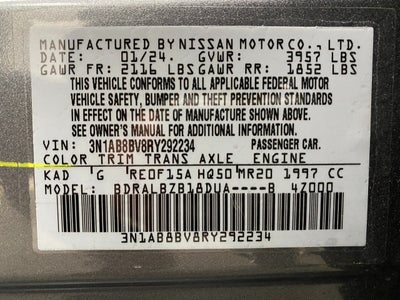 MANUFACTURED BY NISSAN MOTOR CO., LTD.
DATE: 01/24. GVWR: 3957 LBS
GAWR FR: 2116 LBS GAWR RR: 1852 LBS
THIS VEHICLE CONFORMS TO ALL APPLICABLE FEDERAL MOTOR
VEHICLE SAFETY, BUMPER AND THEFT PREVENTION STANDARDS
IN EFFECT ON THE DATE OF MANUFACTURE SHOWN ABOVE.
SEE OWNER'S MANUAL FOR ADDITIONAL INFORMATION
VIN: 3N1AB8BV8RY292234 PASSENGER CAR.
COLOR TRIM TRANS AXLE ENGINE
KAD G RE0F15A HQ50 MR20 1997 CC
MODEL: BDRALBZB18DUA----B 4Z000
3N1AB8BV8RY292234